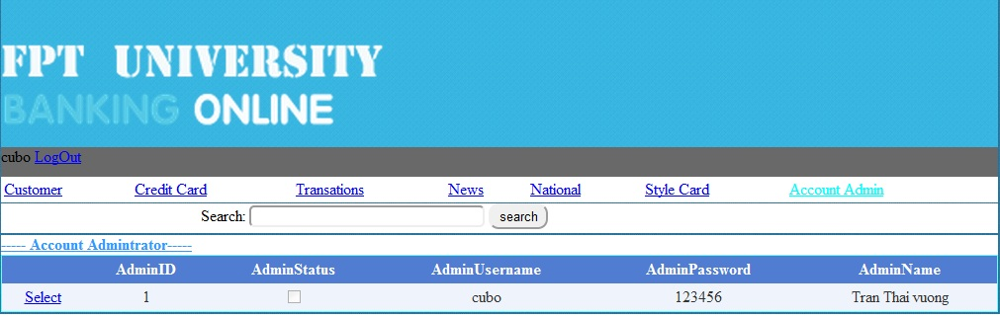 FPT UNIVERSITY
BANKING ONLINE
cubo LogOut
Customer Credit Card Transations News National Style Card Account Admin
Search: search
----- Account Admintrator-----
AdminID AdminStatus AdminUsername AdminPassword AdminName
Select 1 cubo 123456 Tran Thai vuong